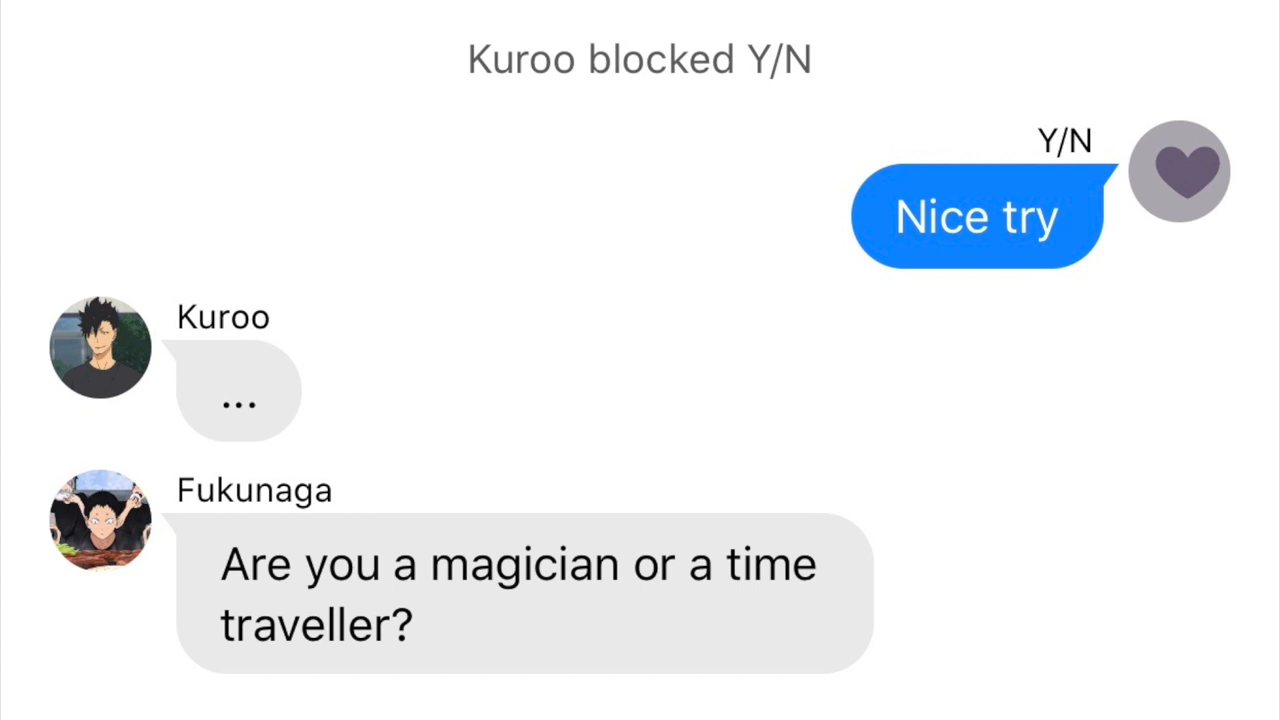 Kuroo blocked Y/N
Y/N
Nice try
Kuroo
...
Fukunaga
Are you a magician or a time
traveller?